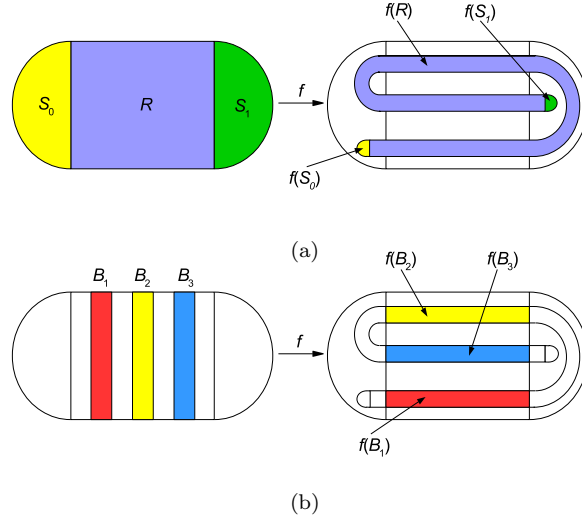 f(R) f(S₁)
S₀ R S₁ f
f(S₀)
(a)
B₁ B₂ B₃ f(B₂) f(B₃)
f
f(B₁)
(b)